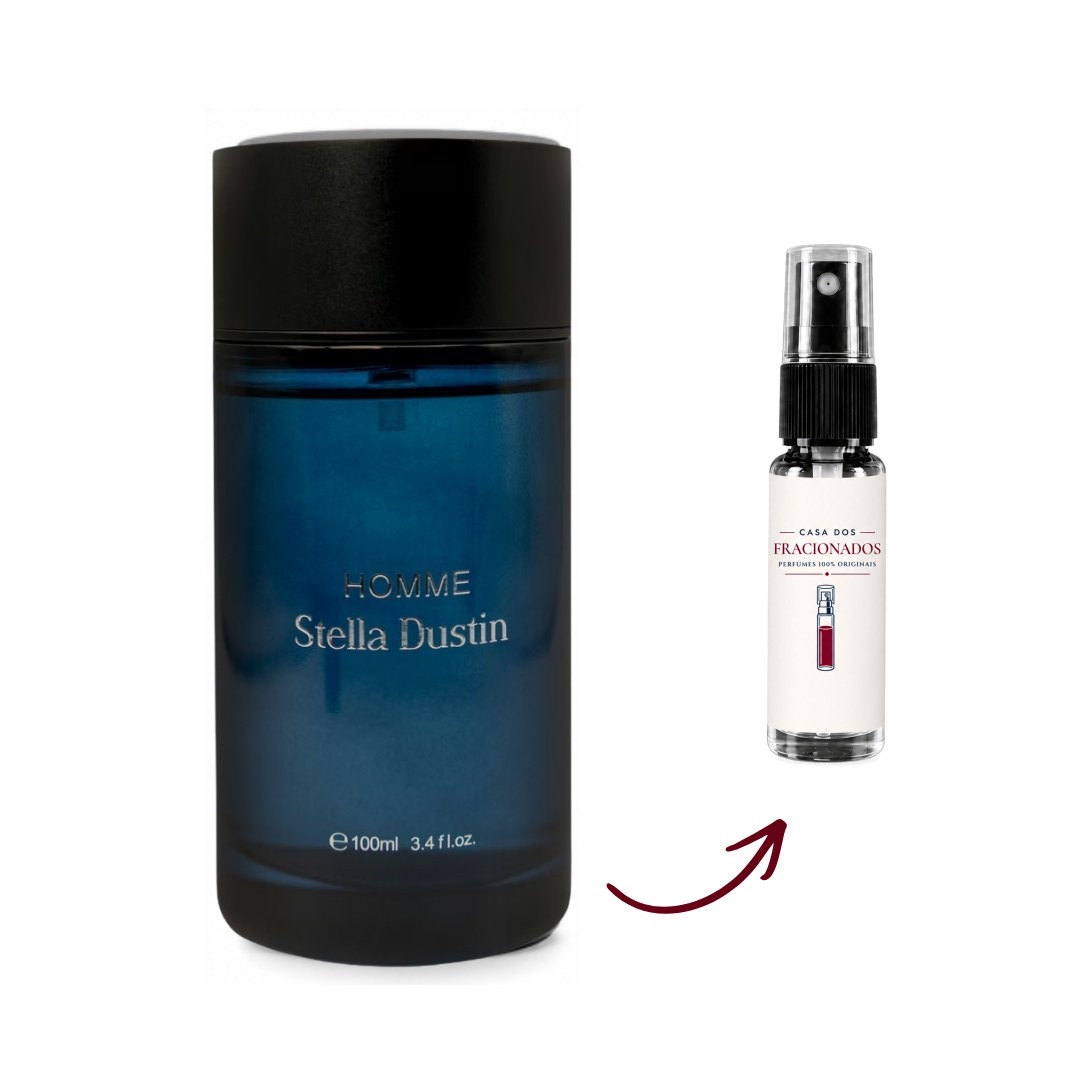 HOMME
Stella Dustin
℮100ml 3.4 fl.oz.
CASA DOS
FRACIONADOS
PERFUMES 100% ORIGINAIS